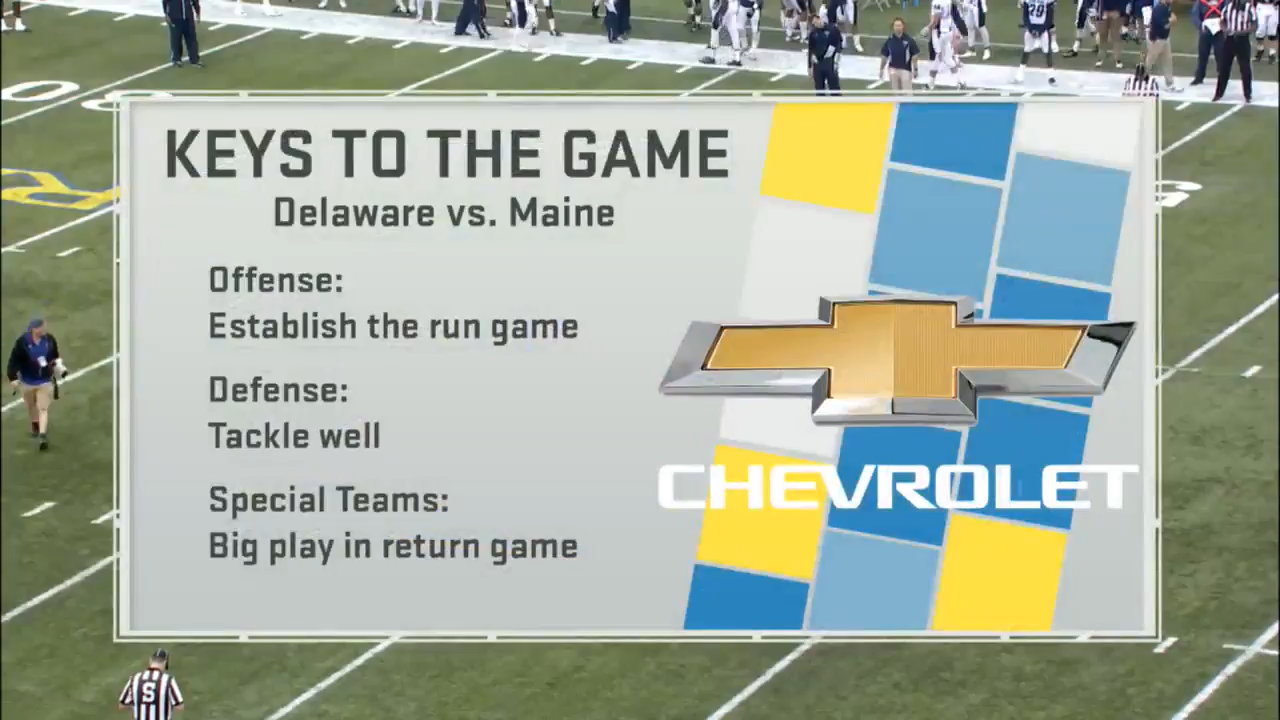 KEYS TO THE GAME
Delaware vs. Maine
Offense:
Establish the run game
Defense:
Tackle well
Special Teams:
Big play in return game
CHEVROLET
S
29